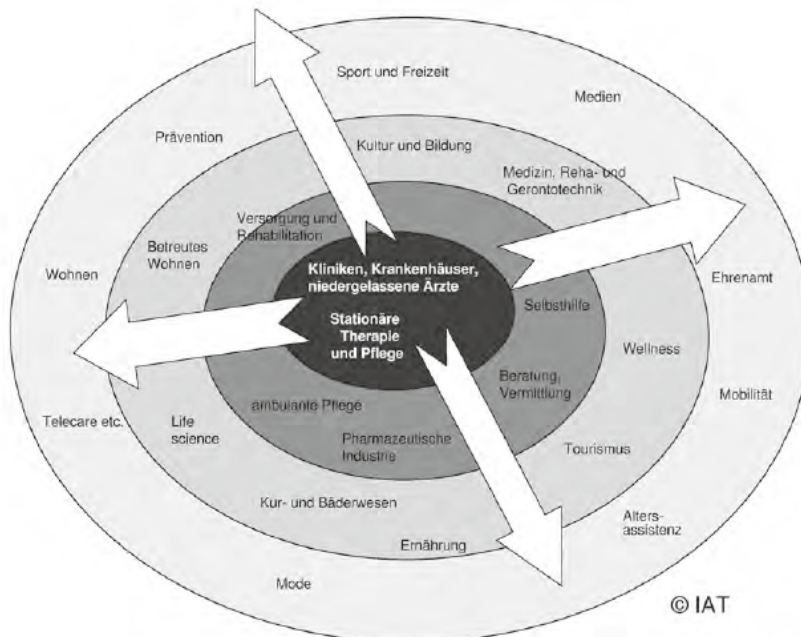 Sport und Freizeit
Medien
Prävention
Kultur und Bildung
Medizin, Reha- und
Gerontotechnik
Versorgung und
Rehabilitation
Betreutes
Wohnen
Wohnen
Kliniken, Krankenhäuser,
niedergelassene Ärzte
Ehrenamt
Selbsthilfe
Stationäre
Therapie
und Pflege
Wellness
Beratung,
Vermittlung
Mobilität
ambulante Pflege
Telecare etc.
Life
science
Pharmazeutische
Industrie
Tourismus
Kur- und Bäderwesen
Alters-
assistenz
Ernährung
Mode
© IAT